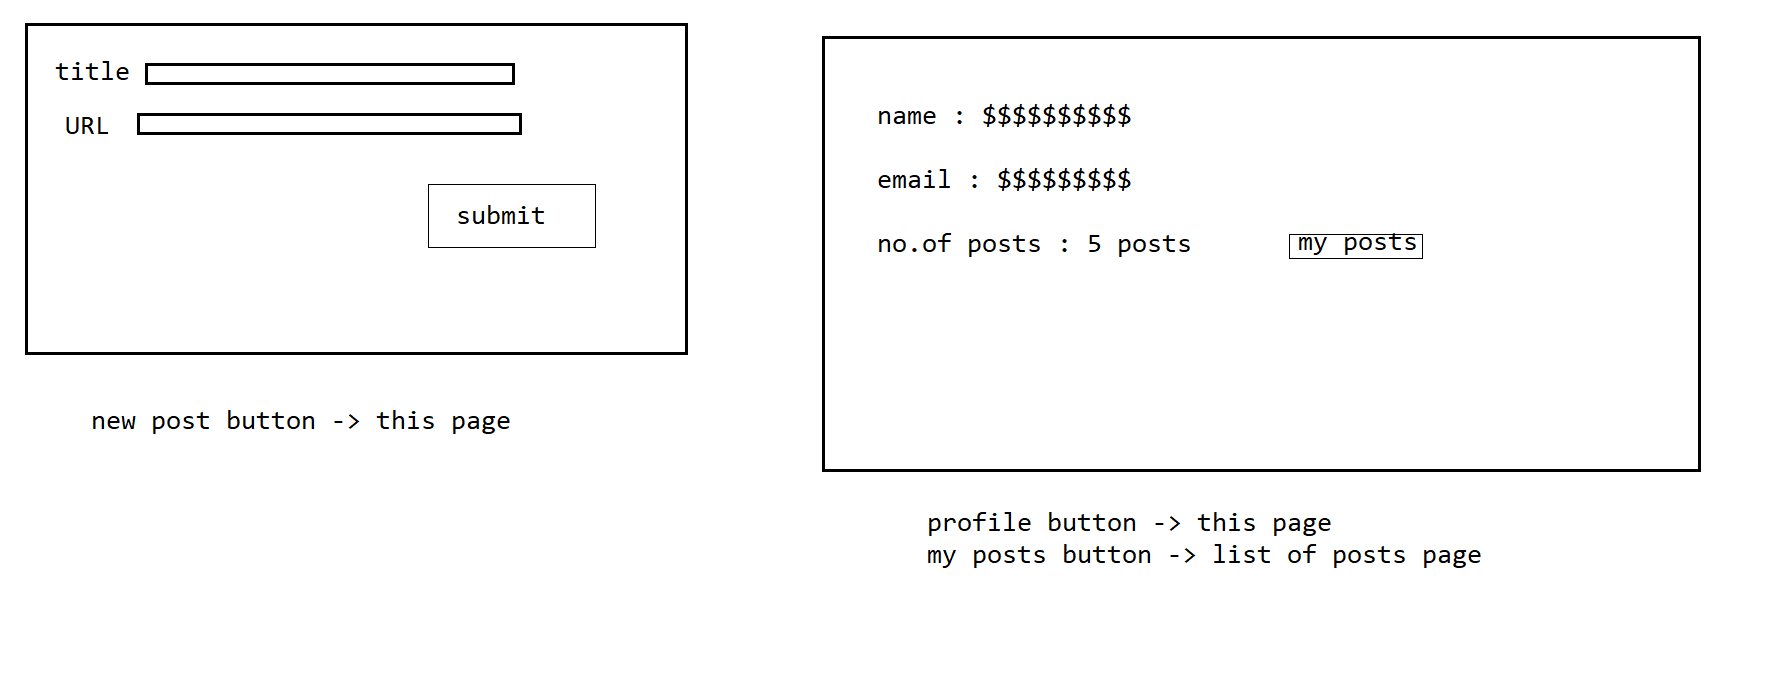 title
URL
submit
new post button -> this page
name : $$$$$$$$$$
email : $$$$$$$$$
no.of posts : 5 posts
my posts
profile button -> this page
my posts button -> list of posts page